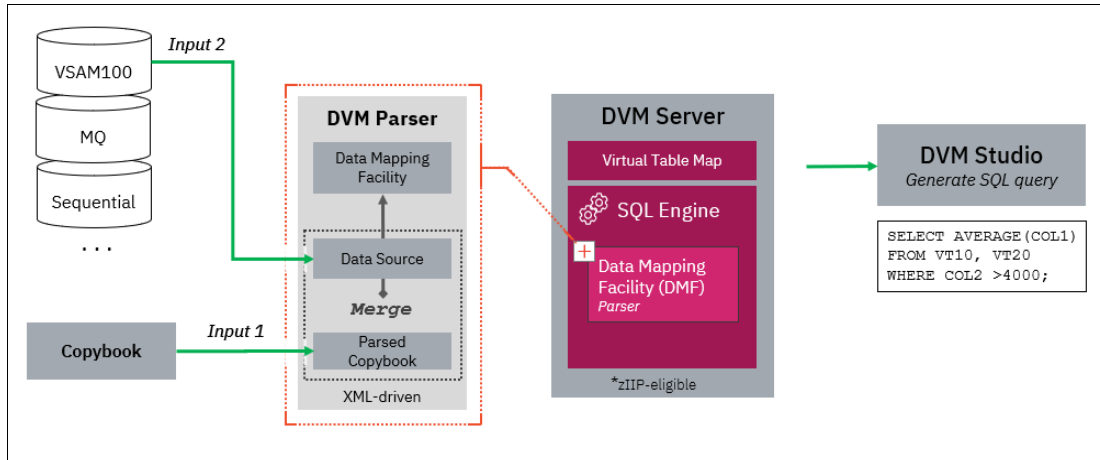 VSAM100
MQ
Sequential
. . .
Input 2
Copybook
Input 1
DVM Parser
Data Mapping
Facility
Data Source
Merge
Parsed
Copybook
XML-driven
DVM Server
Virtual Table Map
SQL Engine
Data Mapping
Facility (DMF)
Parser
*zIIP-eligible
DVM Studio
Generate SQL query
SELECT AVERAGE(COL1)
FROM VT10, VT20
WHERE COL2 >4000;